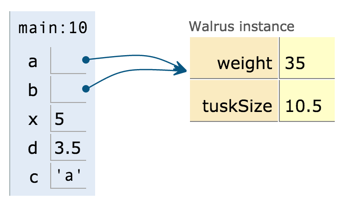 main:10
a
b
x 5
d 3.5
c 'a'
Walrus instance
weight 35
tuskSize 10.5